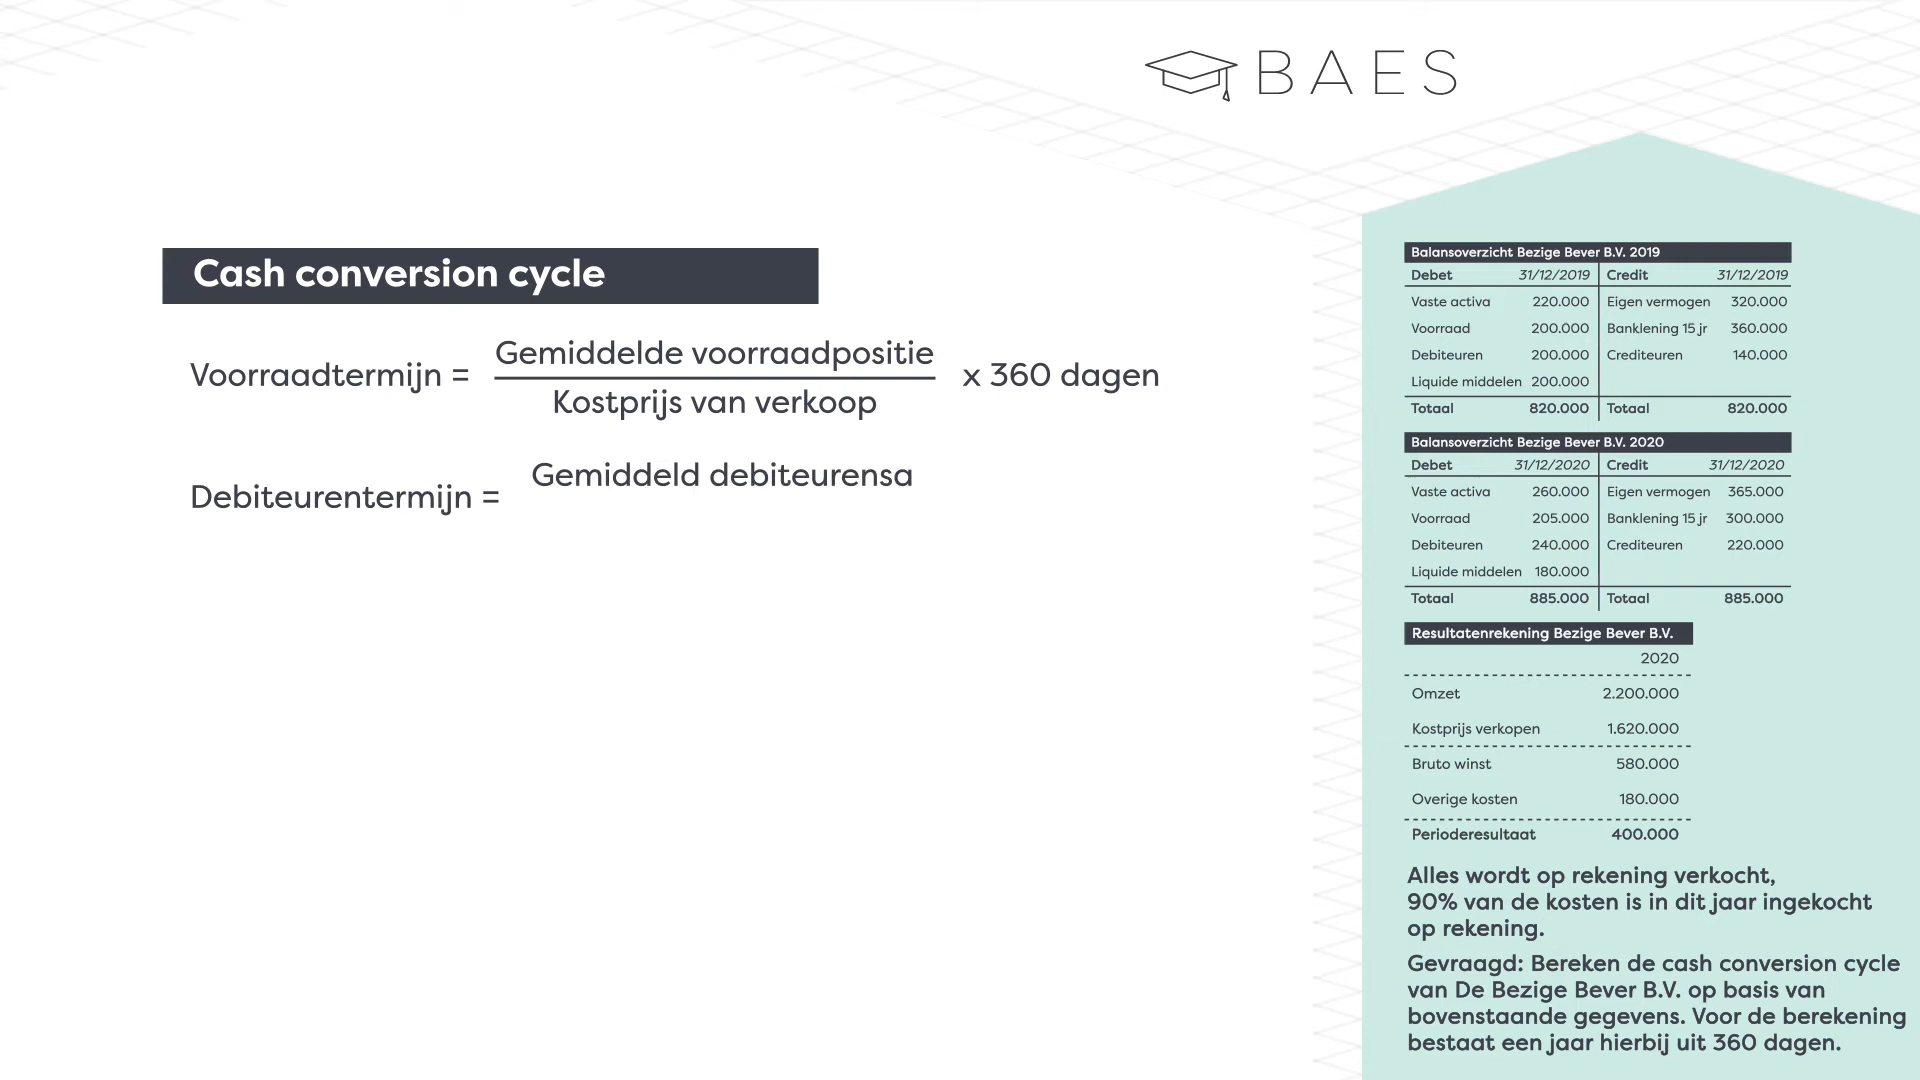 BAES
Cash conversion cycle
Voorraadtermijn = Gemiddelde voorraadpositie x 360 dagen
Kostprijs van verkoop
Gemiddeld debiteurensa
Debiteurentermijn =
Balansoverzicht Bezige Bever B.V. 2019
Debet 31/12/2019 Credit 31/12/2019
Vaste activa 220.000 Eigen vermogen 320.000
Voorraad 200.000 Banklening 15 jr 360.000
Debiteuren 200.000 Crediteuren 140.000
Liquide middelen 200.000
Totaal 820.000 Totaal 820.000
Balansoverzicht Bezige Bever B.V. 2020
Debet 31/12/2020 Credit 31/12/2020
Vaste activa 260.000 Eigen vermogen 365.000
Voorraad 205.000 Banklening 15 jr 300.000
Debiteuren 240.000 Crediteuren 220.000
Liquide middelen 180.000
Totaal 885.000 Totaal 885.000
Resultatenrekening Bezige Bever B.V.
2020
Omzet 2.200.000
Kostprijs verkopen 1.620.000
Bruto winst 580.000
Overige kosten 180.000
Perioderesultaat 400.000
Alles wordt op rekening verkocht,
90% van de kosten is in dit jaar ingekocht
op rekening.
Gevraagd: Bereken de cash conversion cycle
van De Bezige Bever B.V. op basis van
bovenstaande gegevens. Voor de berekening
bestaat een jaar hierbij uit 360 dagen.